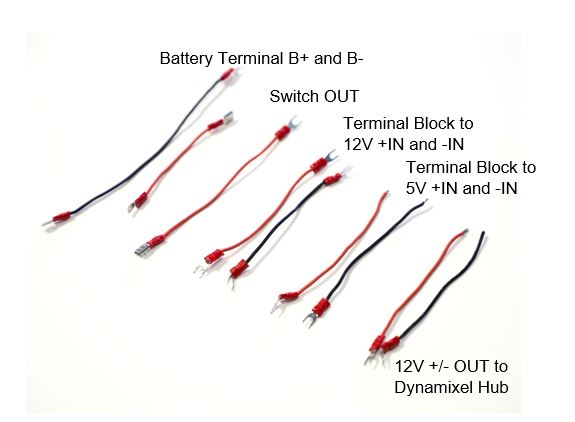 Battery Terminal B+ and B-
Switch OUT
Terminal Block to
12V +IN and -IN
Terminal Block to
5V +IN and -IN
12V +/- OUT to
Dynamixel Hub